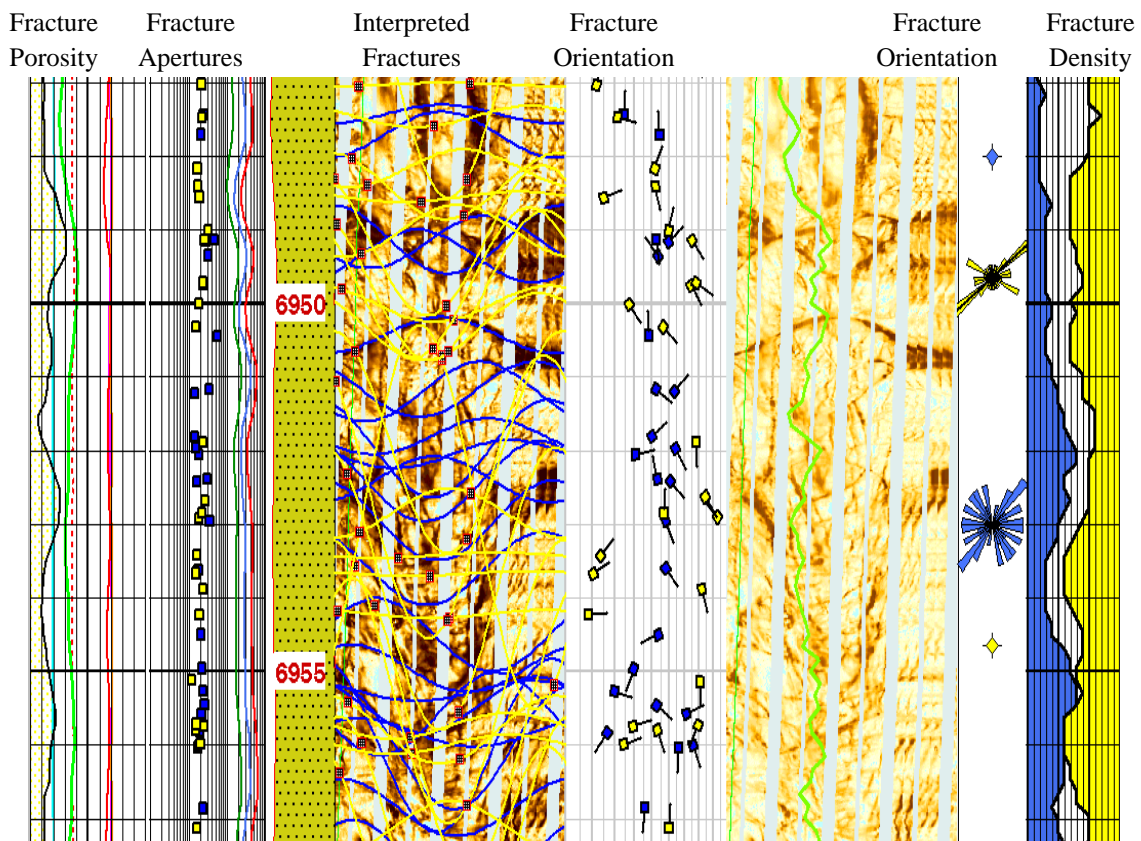 Fracture Porosity
Fracture Apertures
Interpreted Fractures
Fracture Orientation
Fracture Orientation
Fracture Density
6950
6955